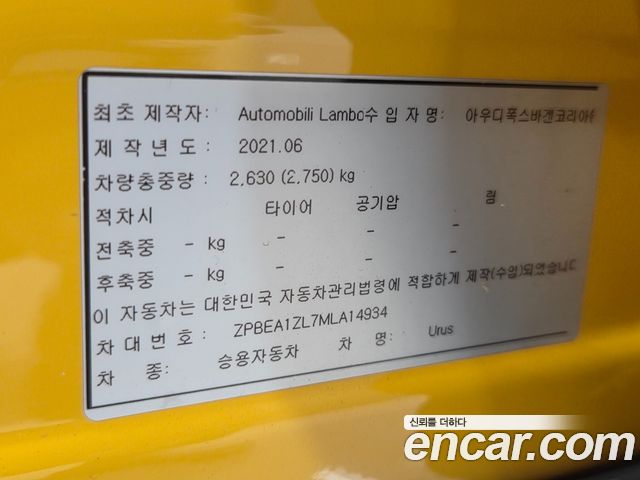 최초 제작자: Automobili Lambo수 입 자 명: 아우디폭스바겐코리아
제 작 년 도 : 2021.06
차량총중량 : 2,630 (2,750) kg
적차시 타이어 공기압 림
전축중 - kg - - -
후축중 - kg - - -
이 자동차는 대한민국 자동차관리법령에 적합하게 제작(수입)되었습니다
차 대 번 호 : ZPBEA1ZL7MLA14934
차 종: 승용자동차 차 명: Urus
신뢰를 더하다
encar.com